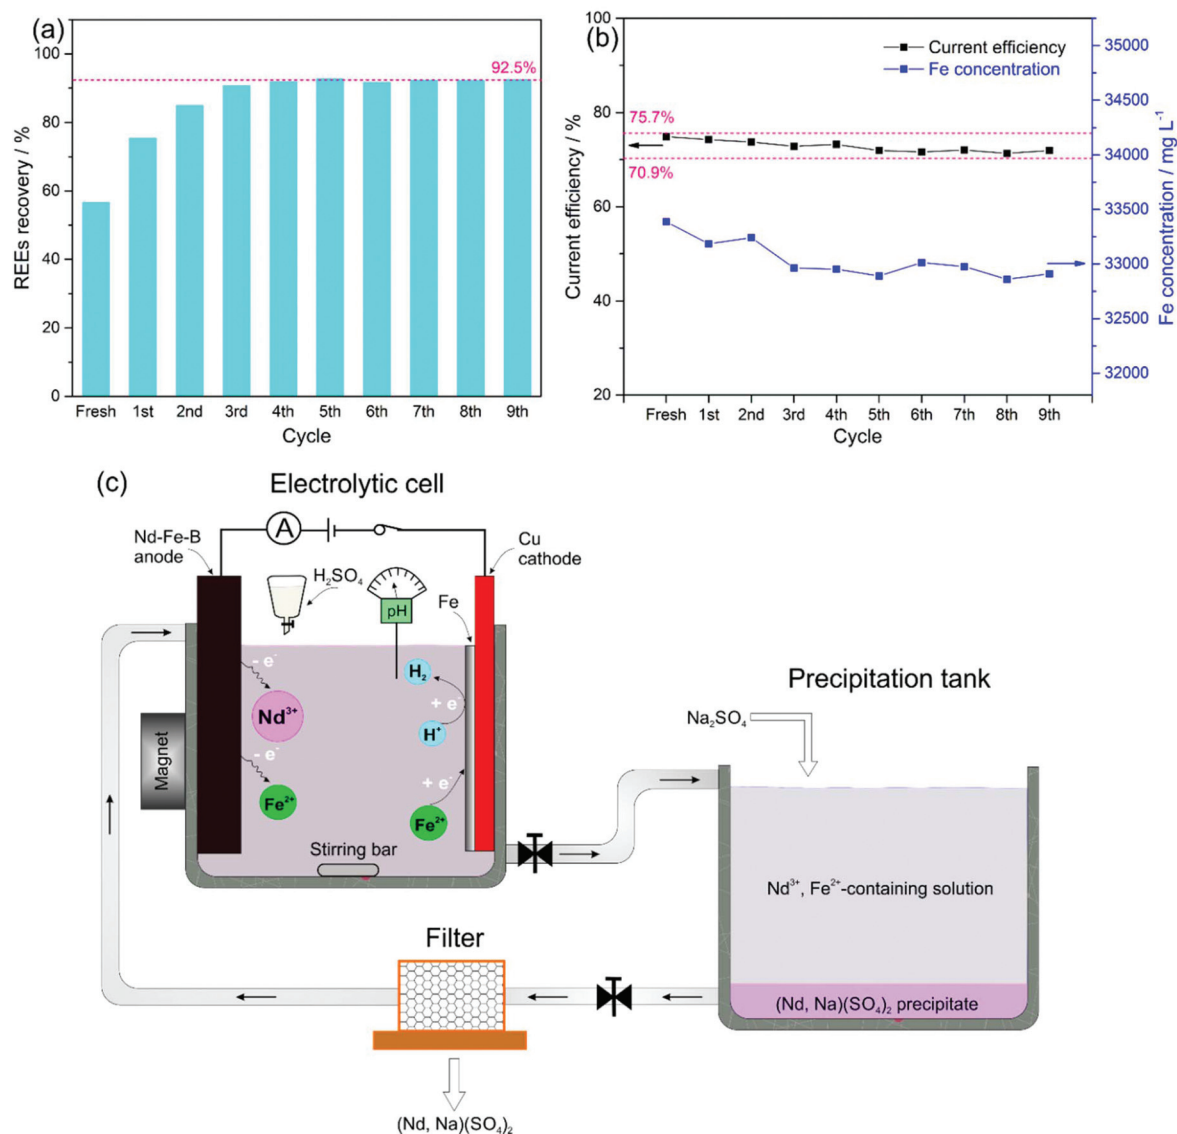 (a)
REEs recovery / %
100
80
60
40
20
0
92.5%
Fresh 1st 2nd 3rd 4th 5th 6th 7th 8th 9th
Cycle
(b)
Current efficiency / %
100
80
60
40
20
Current efficiency
Fe concentration
75.7%
70.9%
35000
34500
34000
33500
33000
32500
32000
Fe concentration / mg L⁻¹
Fresh 1st 2nd 3rd 4th 5th 6th 7th 8th 9th
Cycle
(c)
Electrolytic cell
Nd-Fe-B
anode
A
Cu
cathode
H₂SO₄
pH
Fe
Magnet
- e⁻
Nd³⁺
- e⁻
Fe²⁺
H₂
+ e⁻
H⁺
+ e⁻
Fe²⁺
Stirring bar
Precipitation tank
Na₂SO₄
Nd³⁺, Fe²⁺-containing solution
(Nd, Na)(SO₄)₂ precipitate
Filter
(Nd, Na)(SO₄)₂